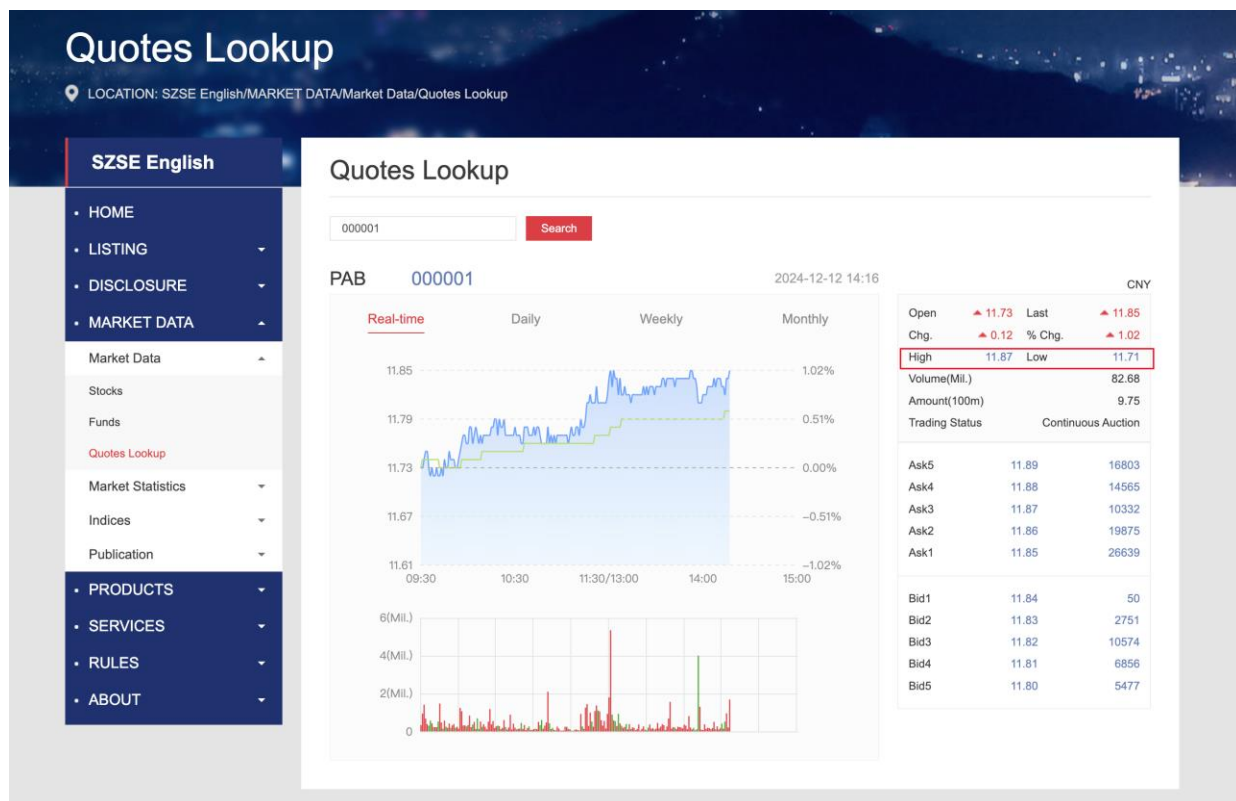 Quotes Lookup
LOCATION: SZSE English/MARKET DATA/Market Data/Quotes Lookup
SZSE English
HOME
LISTING
DISCLOSURE
MARKET DATA
Market Data
Stocks
Funds
Quotes Lookup
Market Statistics
Indices
Publication
PRODUCTS
SERVICES
RULES
ABOUT
Quotes Lookup
000001 Search
PAB 000001 2024-12-12 14:16
Real-time Daily Weekly Monthly
11.85 1.02%
11.79 0.51%
11.73 0.00%
11.67 −0.51%
11.61 −1.02%
09:30 10:30 11:30/13:00 14:00 15:00
6(Mil.)
4(Mil.)
2(Mil.)
0
CNY
Open ▲ 11.73 Last ▲ 11.85
Chg. ▲ 0.12 % Chg. ▲ 1.02
High 11.87 Low 11.71
Volume(Mil.) 82.68
Amount(100m) 9.75
Trading Status Continuous Auction
Ask5 11.89 16803
Ask4 11.88 14565
Ask3 11.87 10332
Ask2 11.86 19875
Ask1 11.85 26639
Bid1 11.84 50
Bid2 11.83 2751
Bid3 11.82 10574
Bid4 11.81 6856
Bid5 11.80 5477